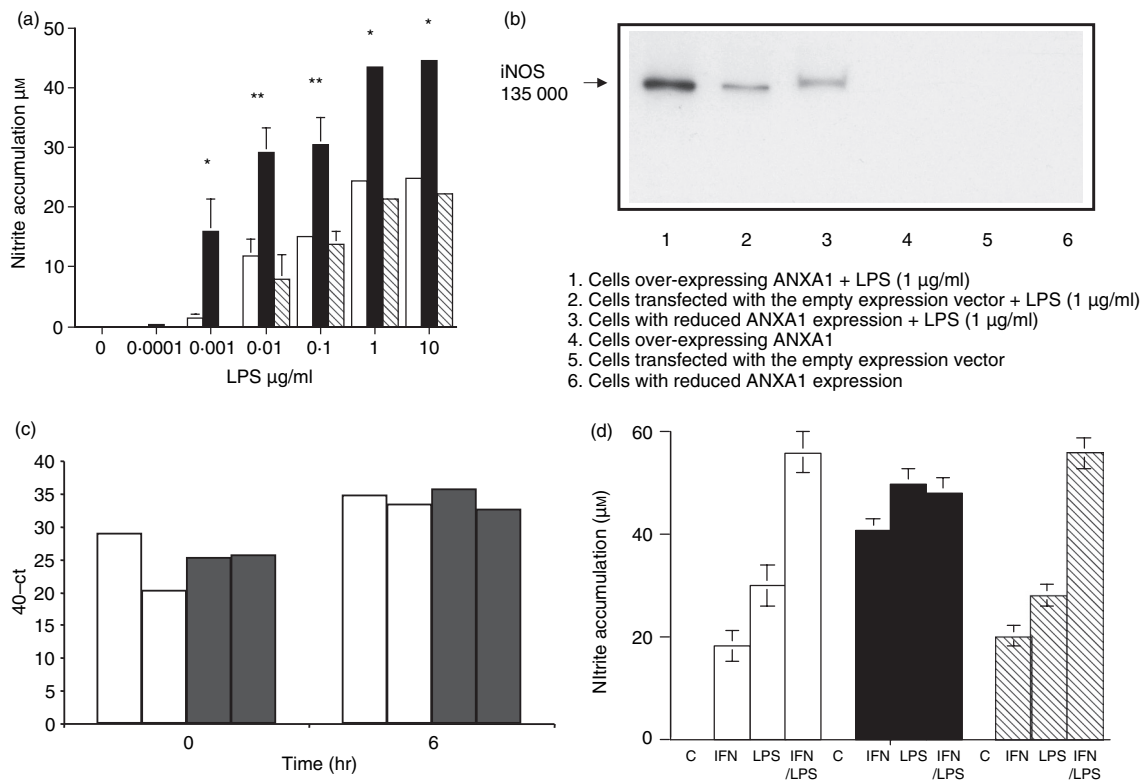 (a)
50
40
30
20
10
0
Nitrite accumulation μM
*
**
**
*
*
0 0·0001 0·001 0·01 0·1 1 10
LPS μg/ml
(b)
iNOS
135 000
1 2 3 4 5 6
1. Cells over-expressing ANXA1 + LPS (1 μg/ml)
2. Cells transfected with the empty expression vector + LPS (1 μg/ml)
3. Cells with reduced ANXA1 expression + LPS (1 μg/ml)
4. Cells over-expressing ANXA1
5. Cells transfected with the empty expression vector
6. Cells with reduced ANXA1 expression
(c)
40
35
30
25
20
15
10
5
0
40–ct
0 6
Time (hr)
(d)
60
40
20
0
NItrite accumulation (μM)
C IFN LPS IFN C IFN LPS IFN C IFN LPS IFN
/LPS /LPS /LPS